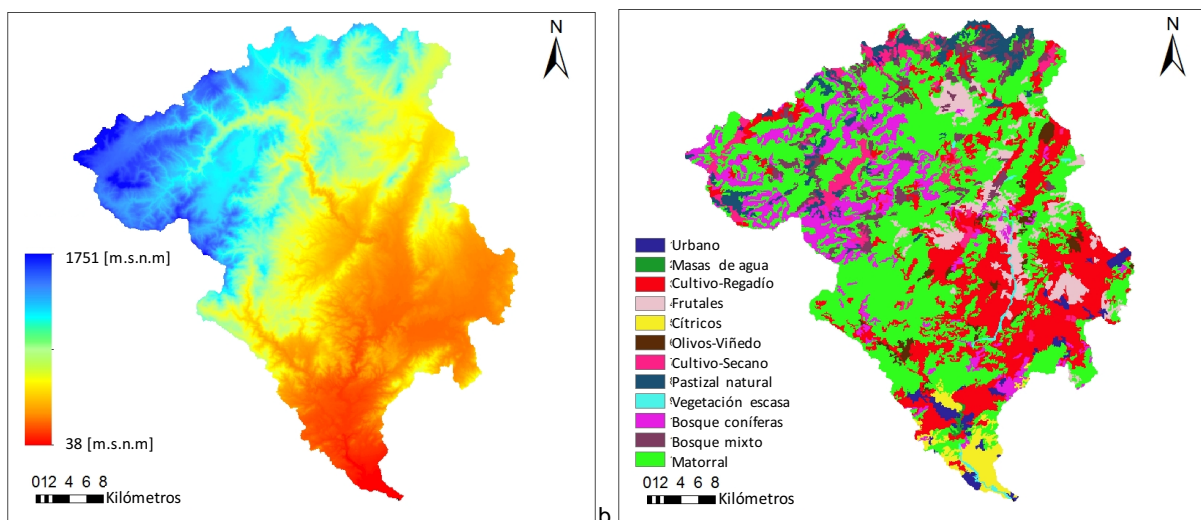 N
1751 [m.s.n.m]
38 [m.s.n.m]
012 4 6 8
Kilómetros
b
N
Urbano
Masas de agua
Cultivo-Regadío
Frutales
Cítricos
Olivos-Viñedo
Cultivo-Secano
Pastizal natural
Vegetación escasa
Bosque coníferas
Bosque mixto
Matorral
012 4 6 8
Kilómetros